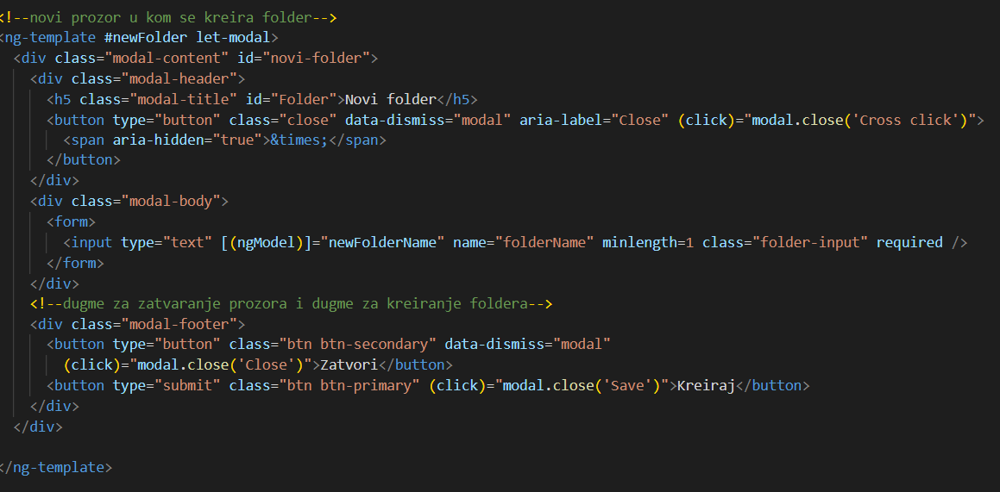 <!--novi prozor u kom se kreira folder-->
<ng-template #newFolder let-modal>
<div class="modal-content" id="novi-folder">
<div class="modal-header">
<h5 class="modal-title" id="Folder">Novi folder</h5>
<button type="button" class="close" data-dismiss="modal" aria-label="Close" (click)="modal.close('Cross click')">
<span aria-hidden="true">&times;</span>
</button>
</div>
<div class="modal-body">
<form>
<input type="text" [(ngModel)]="newFolderName" name="folderName" minlength=1 class="folder-input" required />
</form>
</div>
<!--dugme za zatvaranje prozora i dugme za kreiranje foldera-->
<div class="modal-footer">
<button type="button" class="btn btn-secondary" data-dismiss="modal"
(click)="modal.close('Close')">Zatvori</button>
<button type="submit" class="btn btn-primary" (click)="modal.close('Save')">Kreiraj</button>
</div>
</div>
</ng-template>